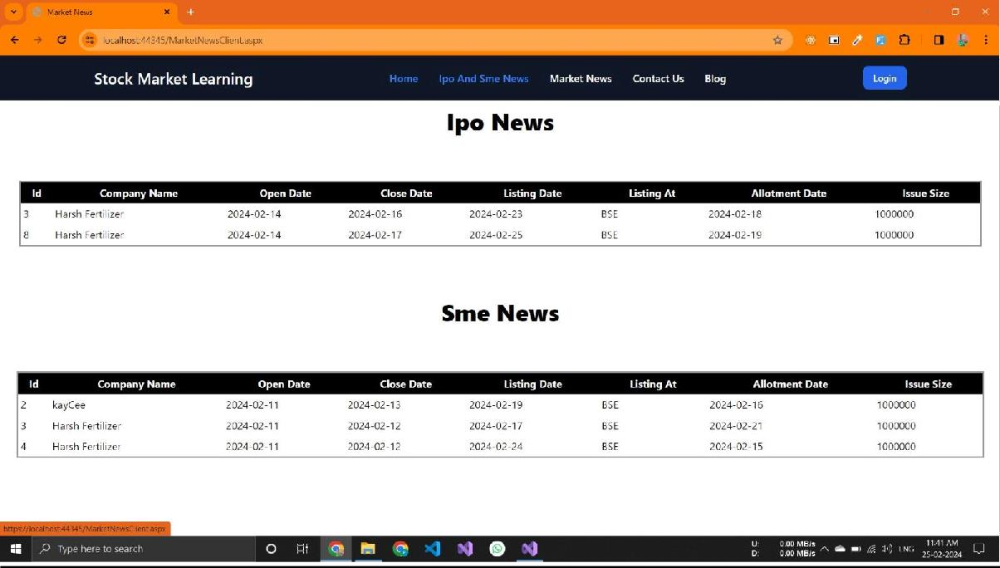 Market News
localhost:44345/MarketNewsClient.aspx
Stock Market Learning Home Ipo And Sme News Market News Contact Us Blog Login
Ipo News
Id Company Name Open Date Close Date Listing Date Listing At Allotment Date Issue Size
3 Harsh Fertilizer 2024-02-14 2024-02-16 2024-02-23 BSE 2024-02-18 1000000
8 Harsh Fertilizer 2024-02-14 2024-02-17 2024-02-25 BSE 2024-02-19 1000000
Sme News
Id Company Name Open Date Close Date Listing Date Listing At Allotment Date Issue Size
2 kayCee 2024-02-11 2024-02-13 2024-02-19 BSE 2024-02-16 1000000
3 Harsh Fertilizer 2024-02-11 2024-02-12 2024-02-17 BSE 2024-02-21 1000000
4 Harsh Fertilizer 2024-02-11 2024-02-12 2024-02-24 BSE 2024-02-15 1000000
https://localhost:44345/MarketNewsClient.aspx
Type here to search
U: 0.00 MB/s
D: 0.00 MB/s
ENG
11:41 AM
25-02-2024